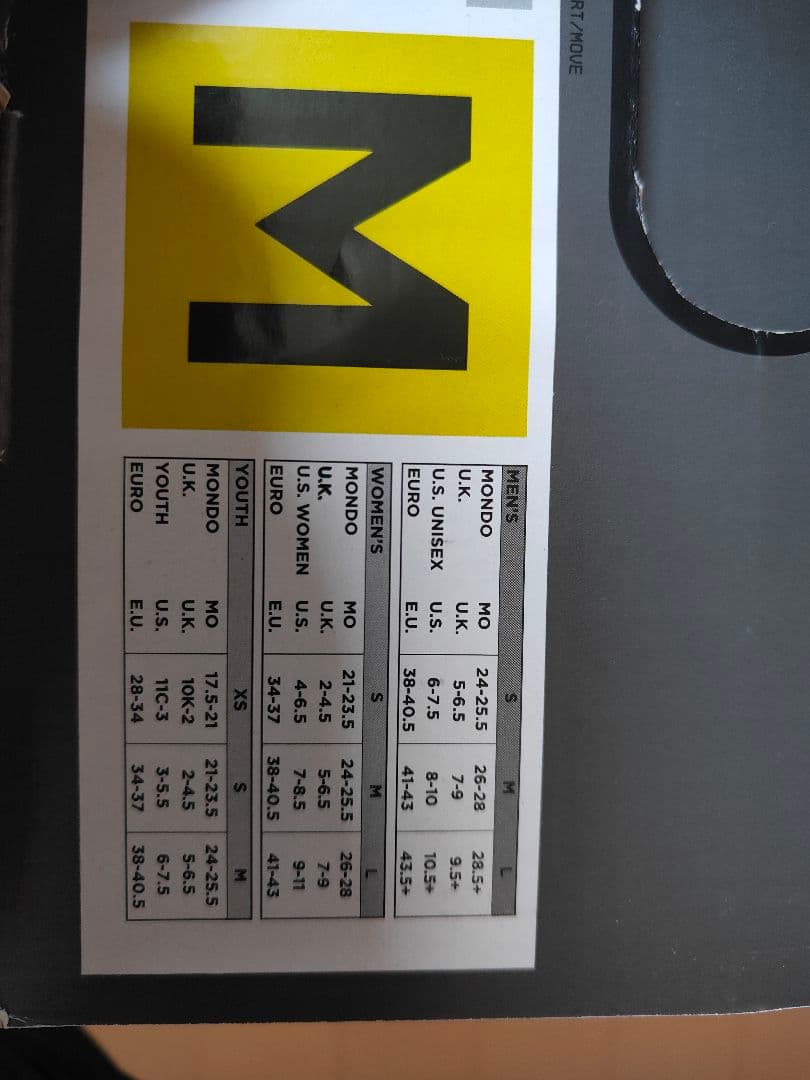 RT/MOVE
M
MEN'S S M L
MONDO MO 24-25.5 26-28 28.5+
U.K. U.K. 5-6.5 7-9 9.5+
U.S. UNISEX U.S. 6-7.5 8-10 10.5+
EURO E.U. 38-40.5 41-43 43.5+
WOMEN'S S M L
MONDO MO 21-23.5 24-25.5 26-28
U.K. U.K. 2-4.5 5-6.5 7-9
U.S. WOMEN U.S. 4-6.5 7-8.5 9-11
EURO E.U. 34-37 38-40.5 41-43
YOUTH XS S M
MONDO MO 17.5-21 21-23.5 24-25.5
U.K. U.K. 10K-2 2-4.5 5-6.5
YOUTH U.S. 11C-3 3-5.5 6-7.5
EURO E.U. 28-34 34-37 38-40.5